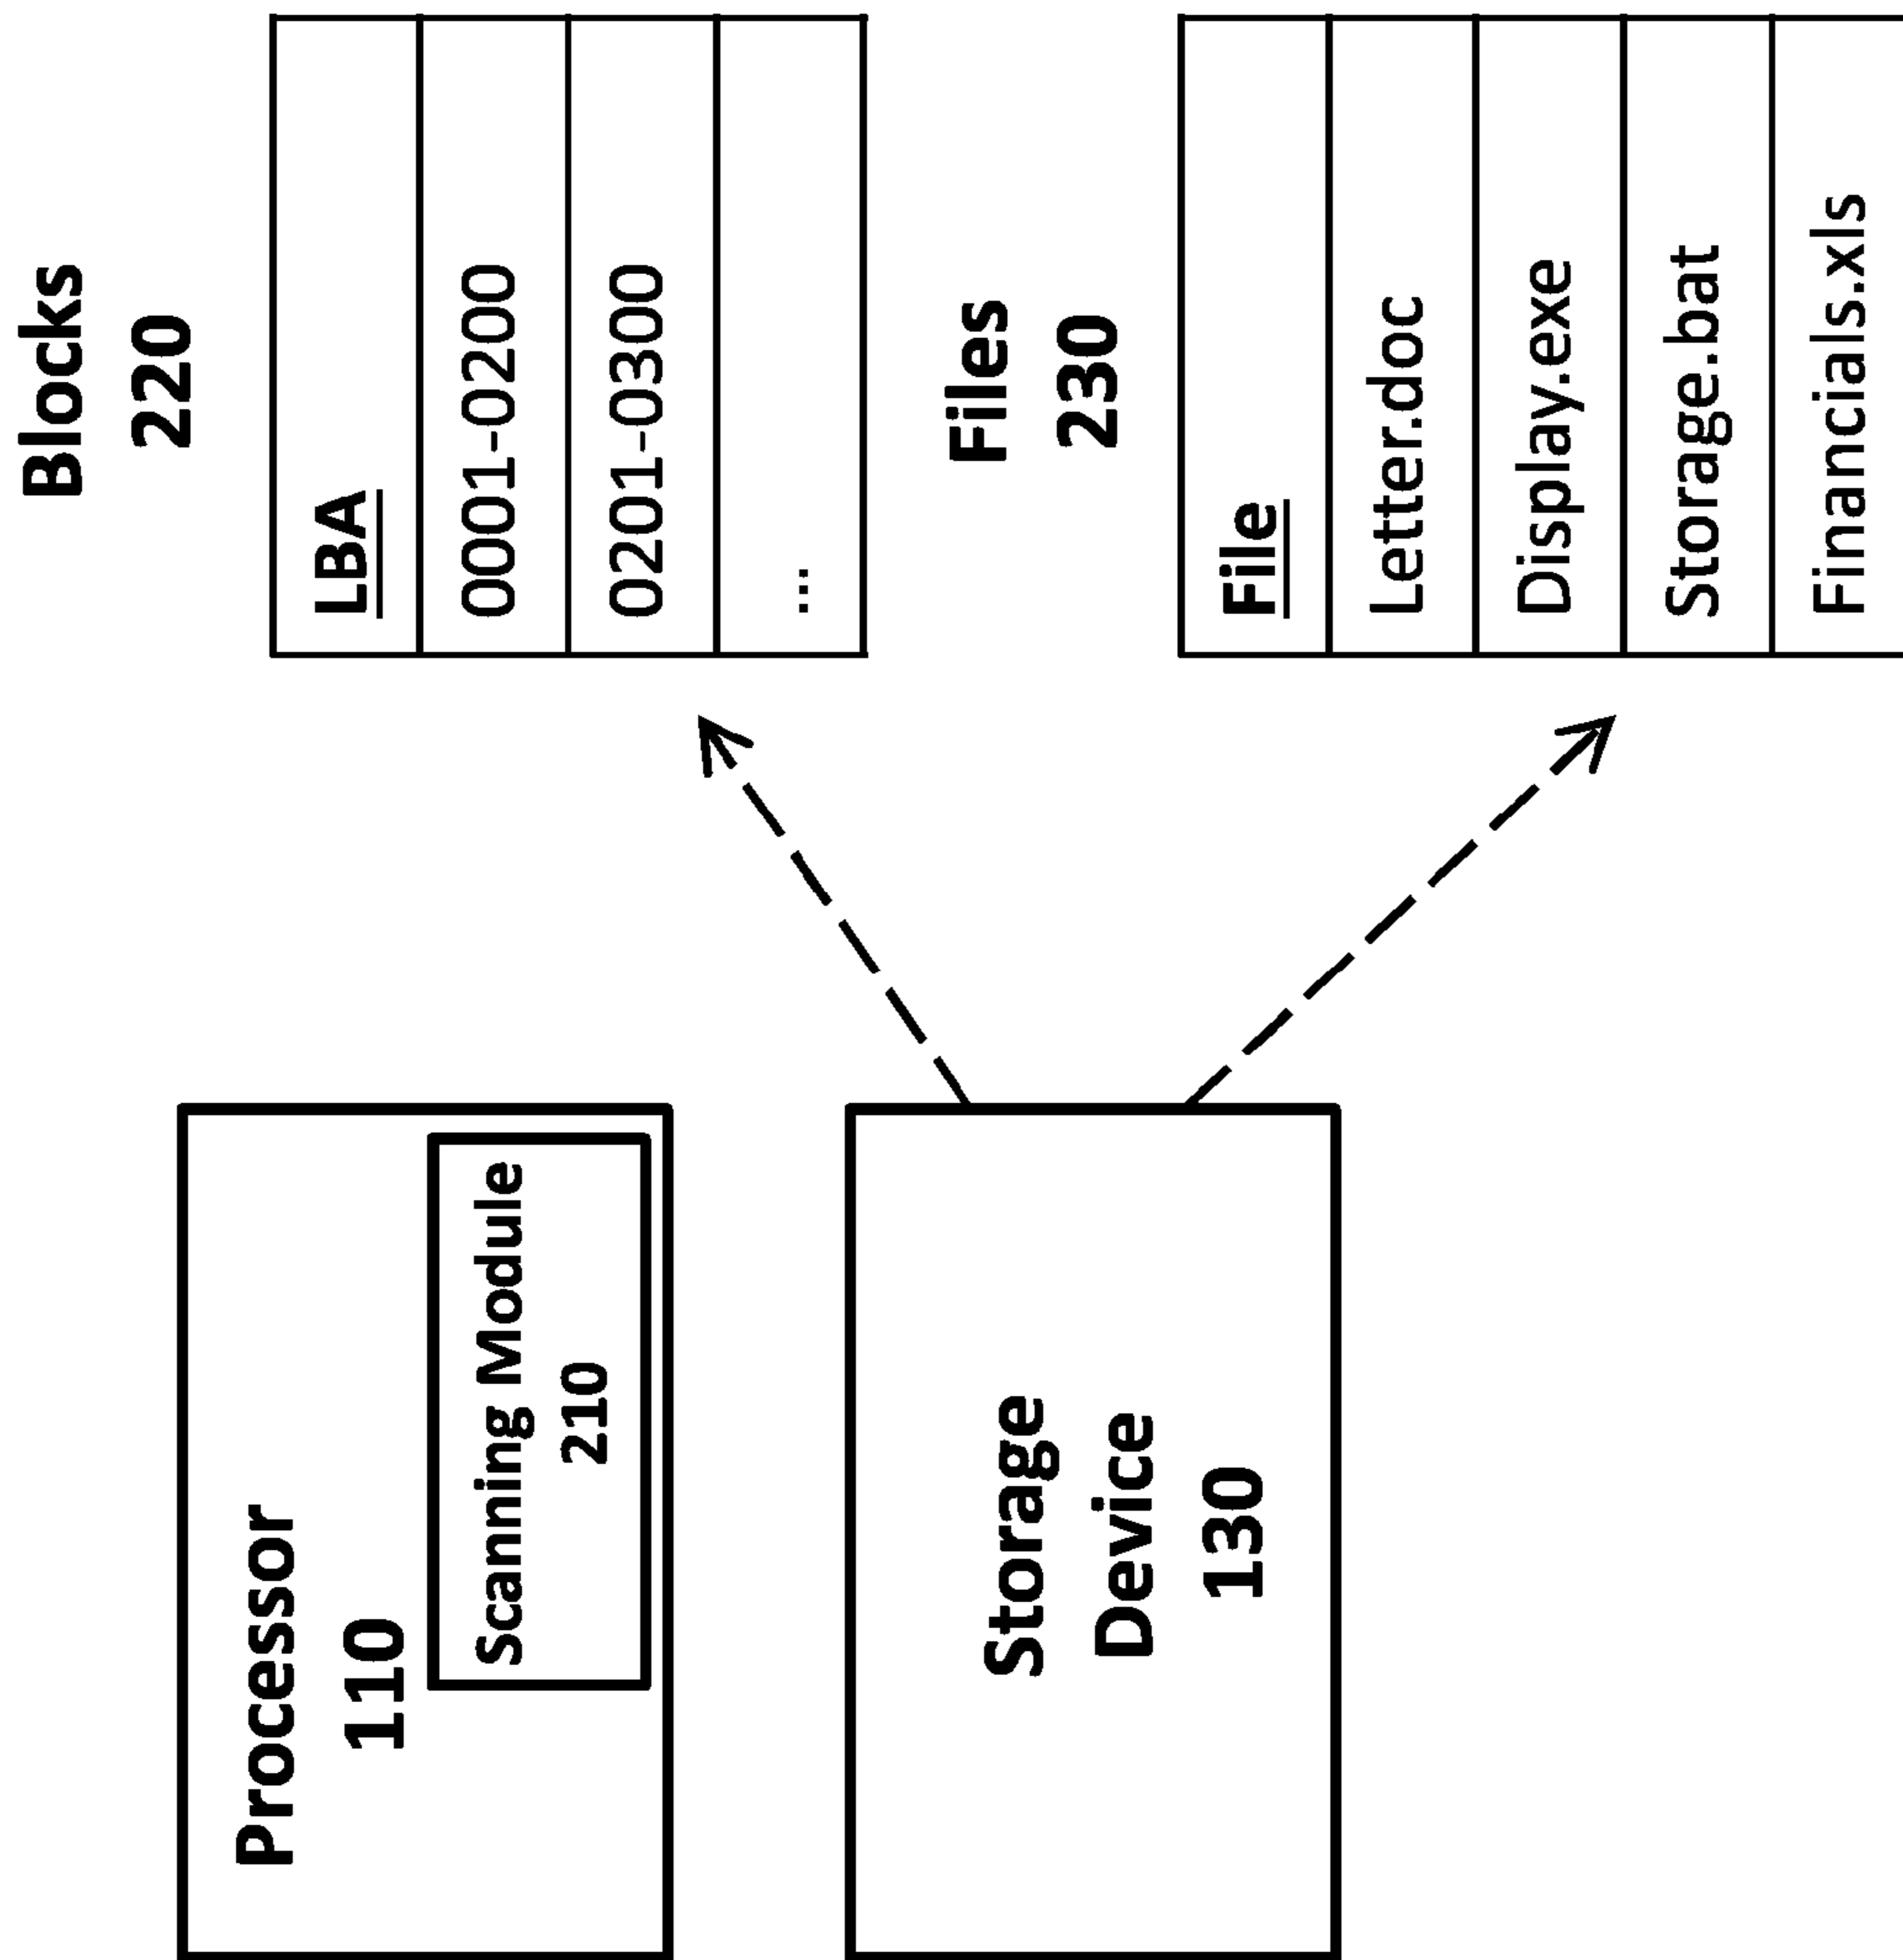 Processor
110
Scanning Module
210
Storage
Device
130
Blocks
220
LBA
0001-0200
0201-0300
...
Files
230
File
Letter.doc
Display.exe
Storage.bat
Financials.xls